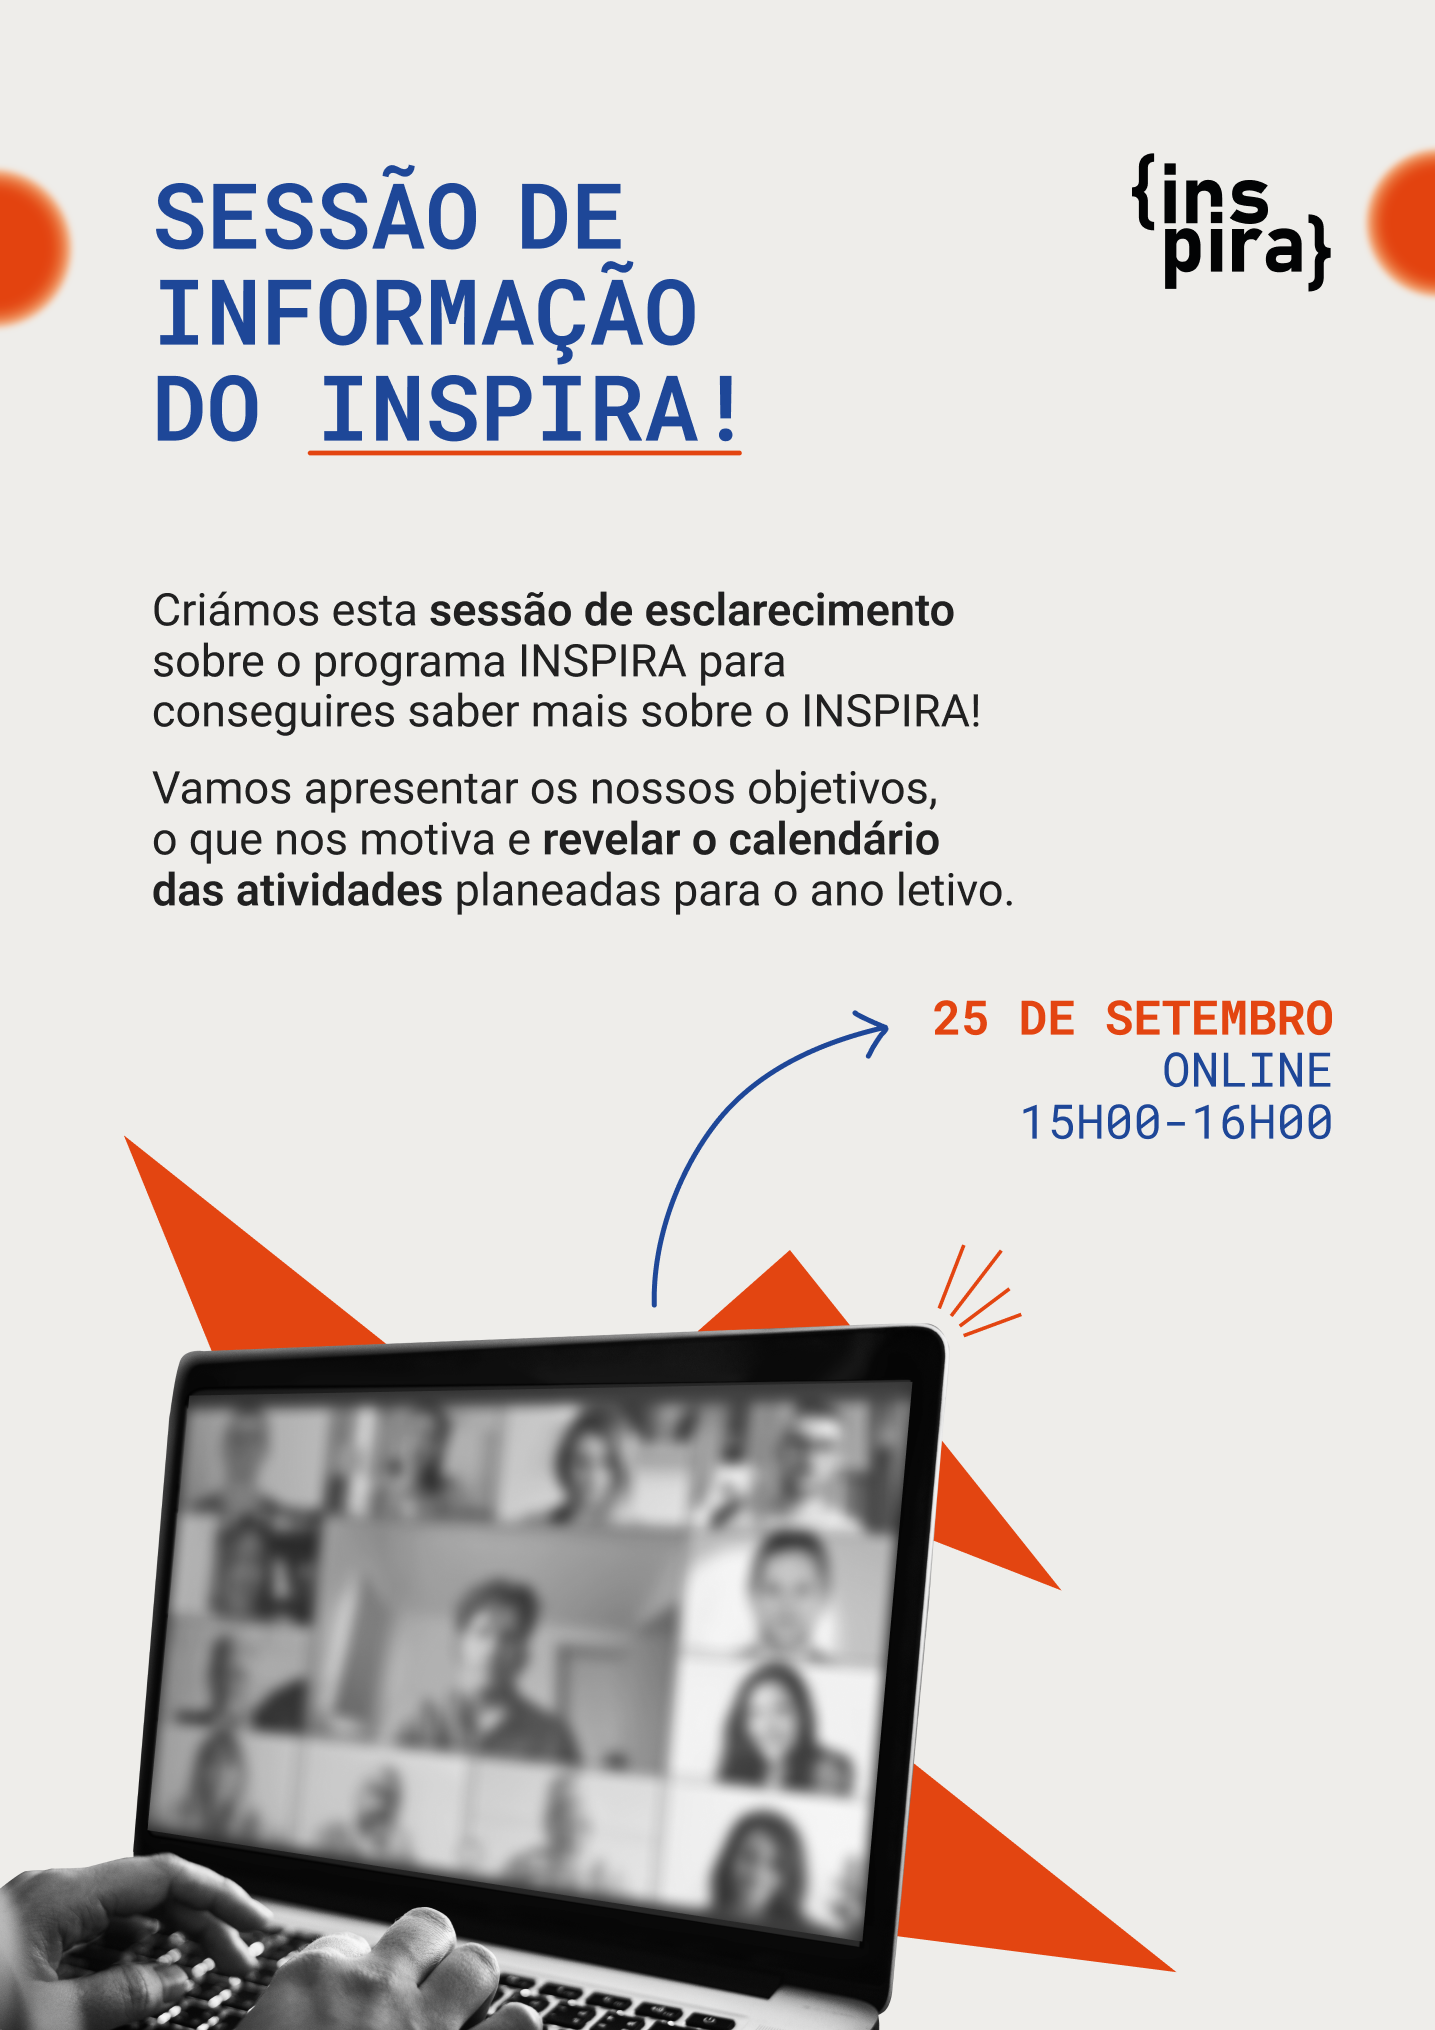 SESSÃO DE
INFORMAÇÃO
DO INSPIRA!
{ins
pira}
Criámos esta sessão de esclarecimento
sobre o programa INSPIRA para
conseguires saber mais sobre o INSPIRA!
Vamos apresentar os nossos objetivos,
o que nos motiva e revelar o calendário
das atividades planeadas para o ano letivo.
25 DE SETEMBRO
ONLINE
15H00-16H00